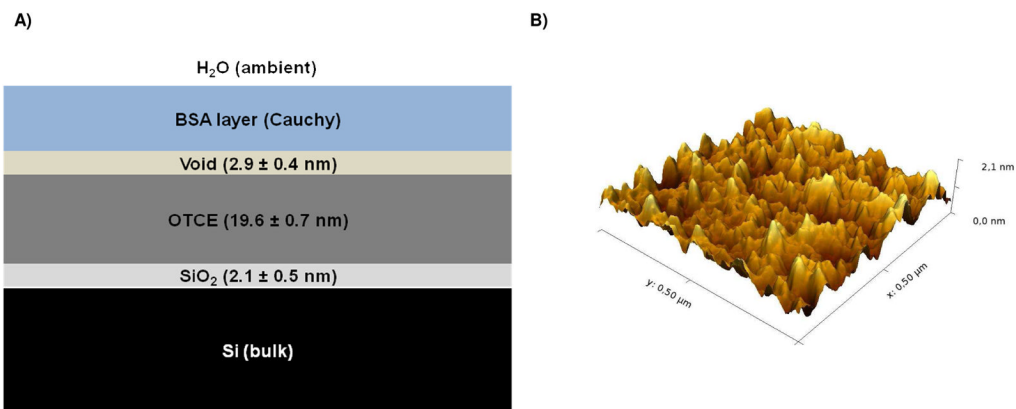 A)
H₂O (ambient)
BSA layer (Cauchy)
Void (2.9 ± 0.4 nm)
OTCE (19.6 ± 0.7 nm)
SiO₂ (2.1 ± 0.5 nm)
Si (bulk)
B)
2,1 nm
0,0 nm
y: 0.50 µm
x: 0.50 µm